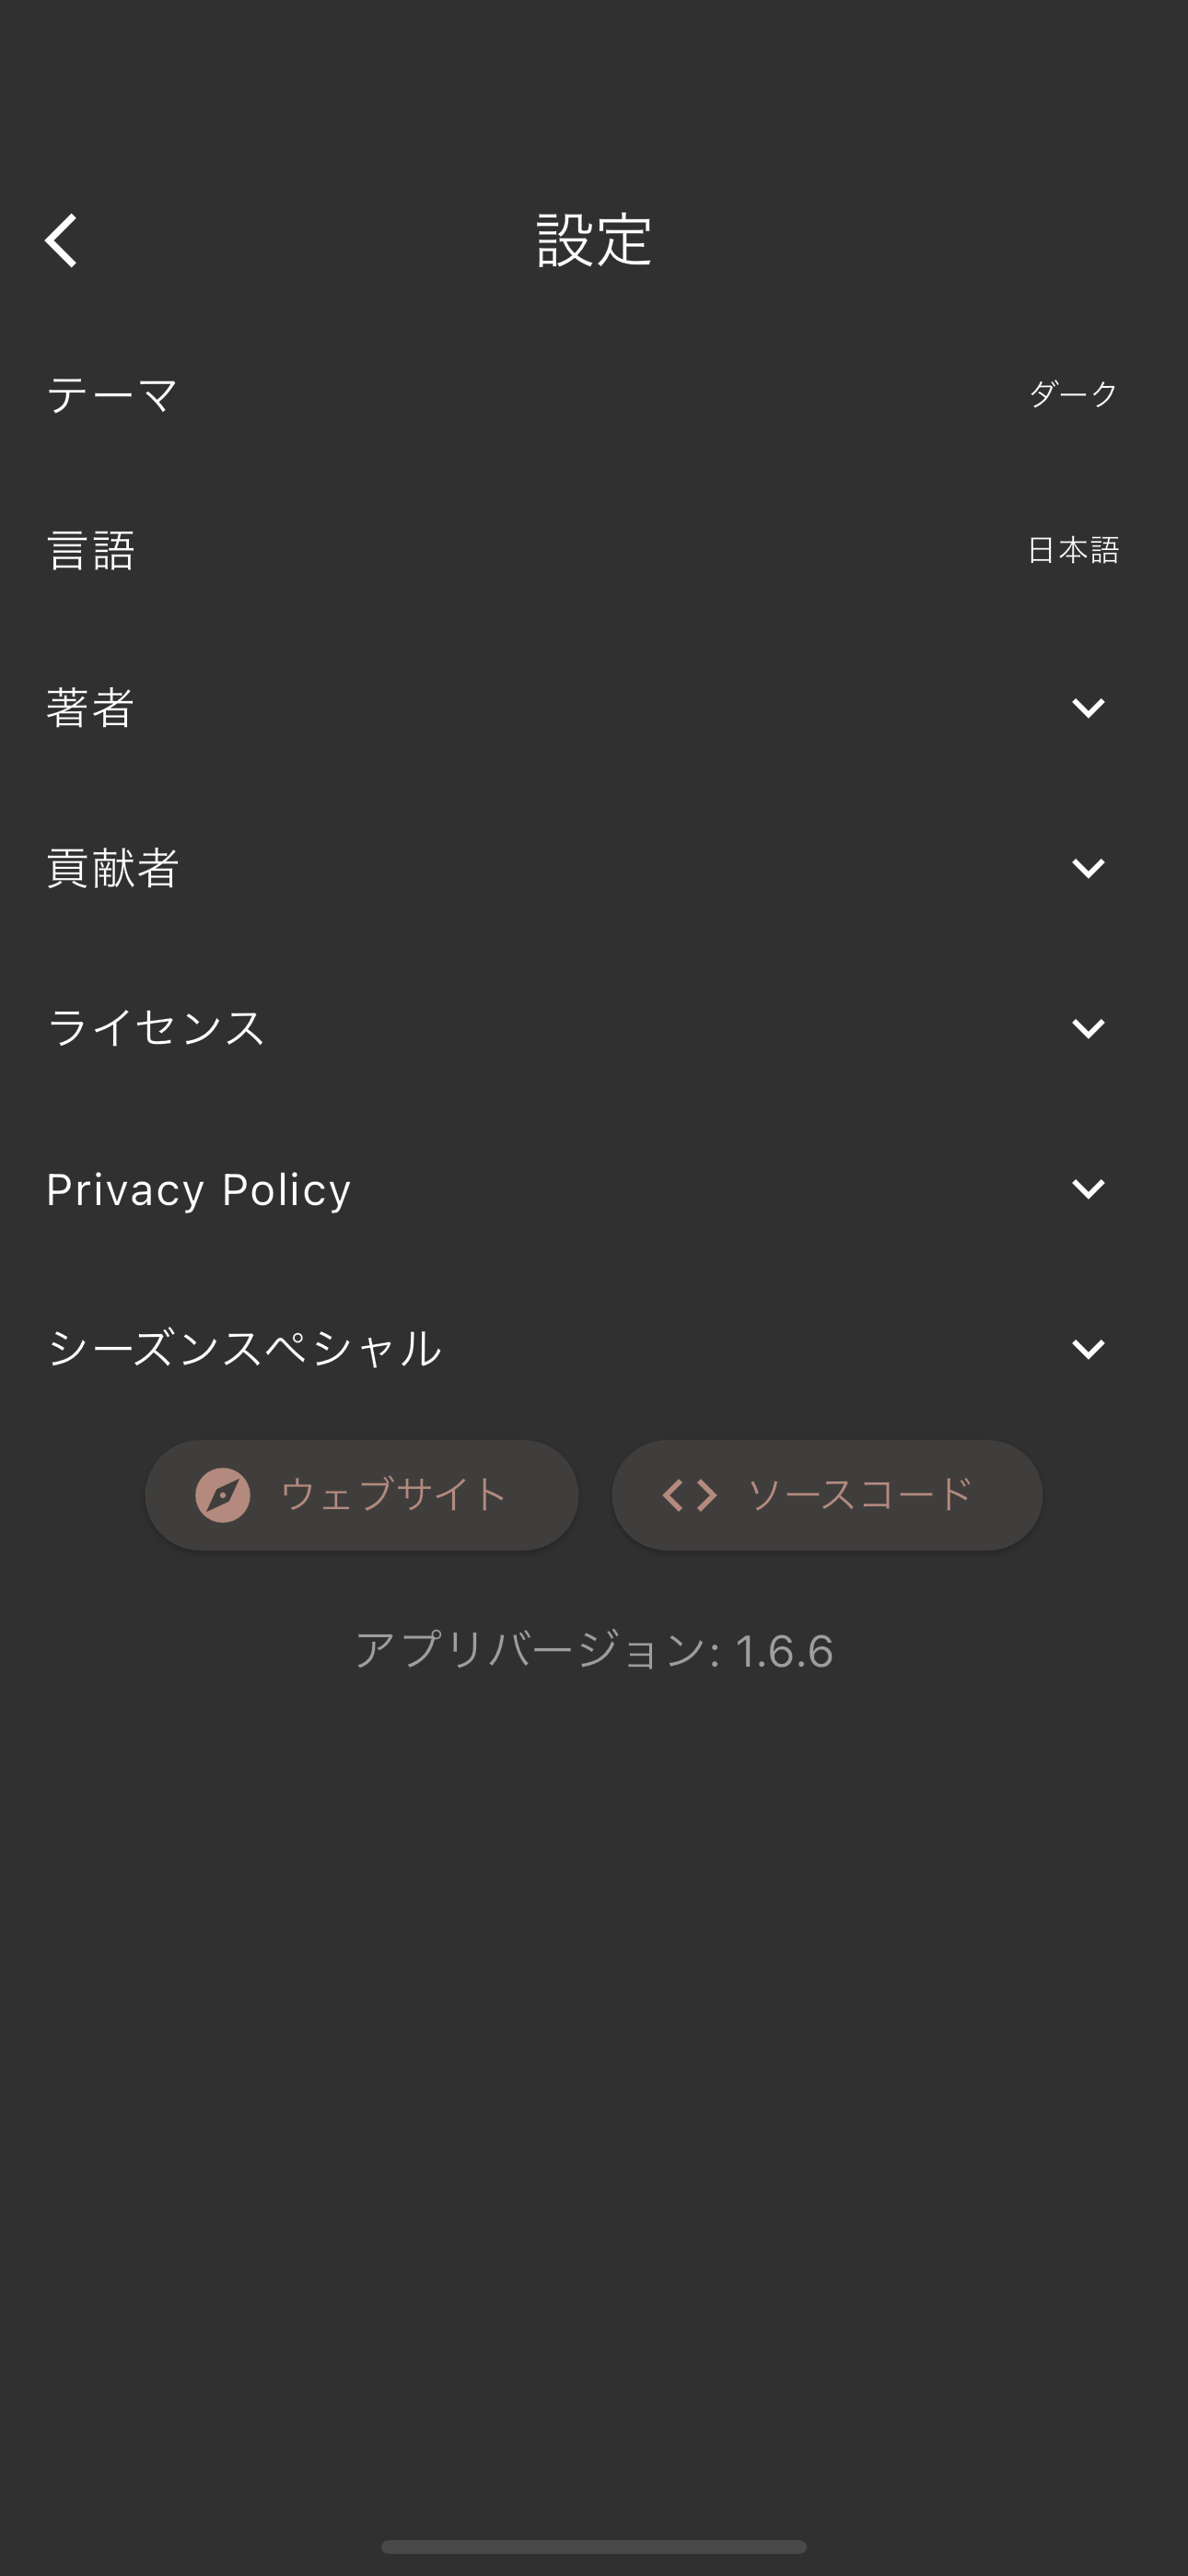 設定
テーマ ダーク
言語 日本語
著者
貢献者
ライセンス
Privacy Policy
シーズンスペシャル
ウェブサイト ソースコード
アプリバージョン: 1.6.6